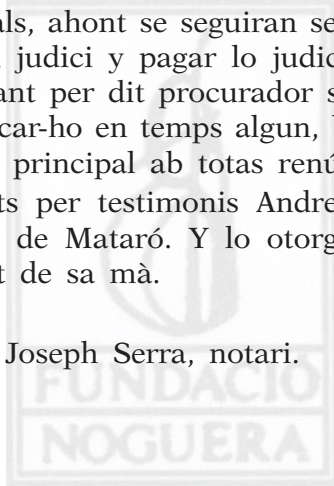 als, ahont se seguiran se
judici y pagar lo judic
ant per dit procurador s
car-ho en temps algun,
principal ab totas renú
ts per testimonis Andre
de Mataró. Y lo otorg
t de sa mà.
Joseph Serra, notari.
FUNDACIÓ
NOGUERA